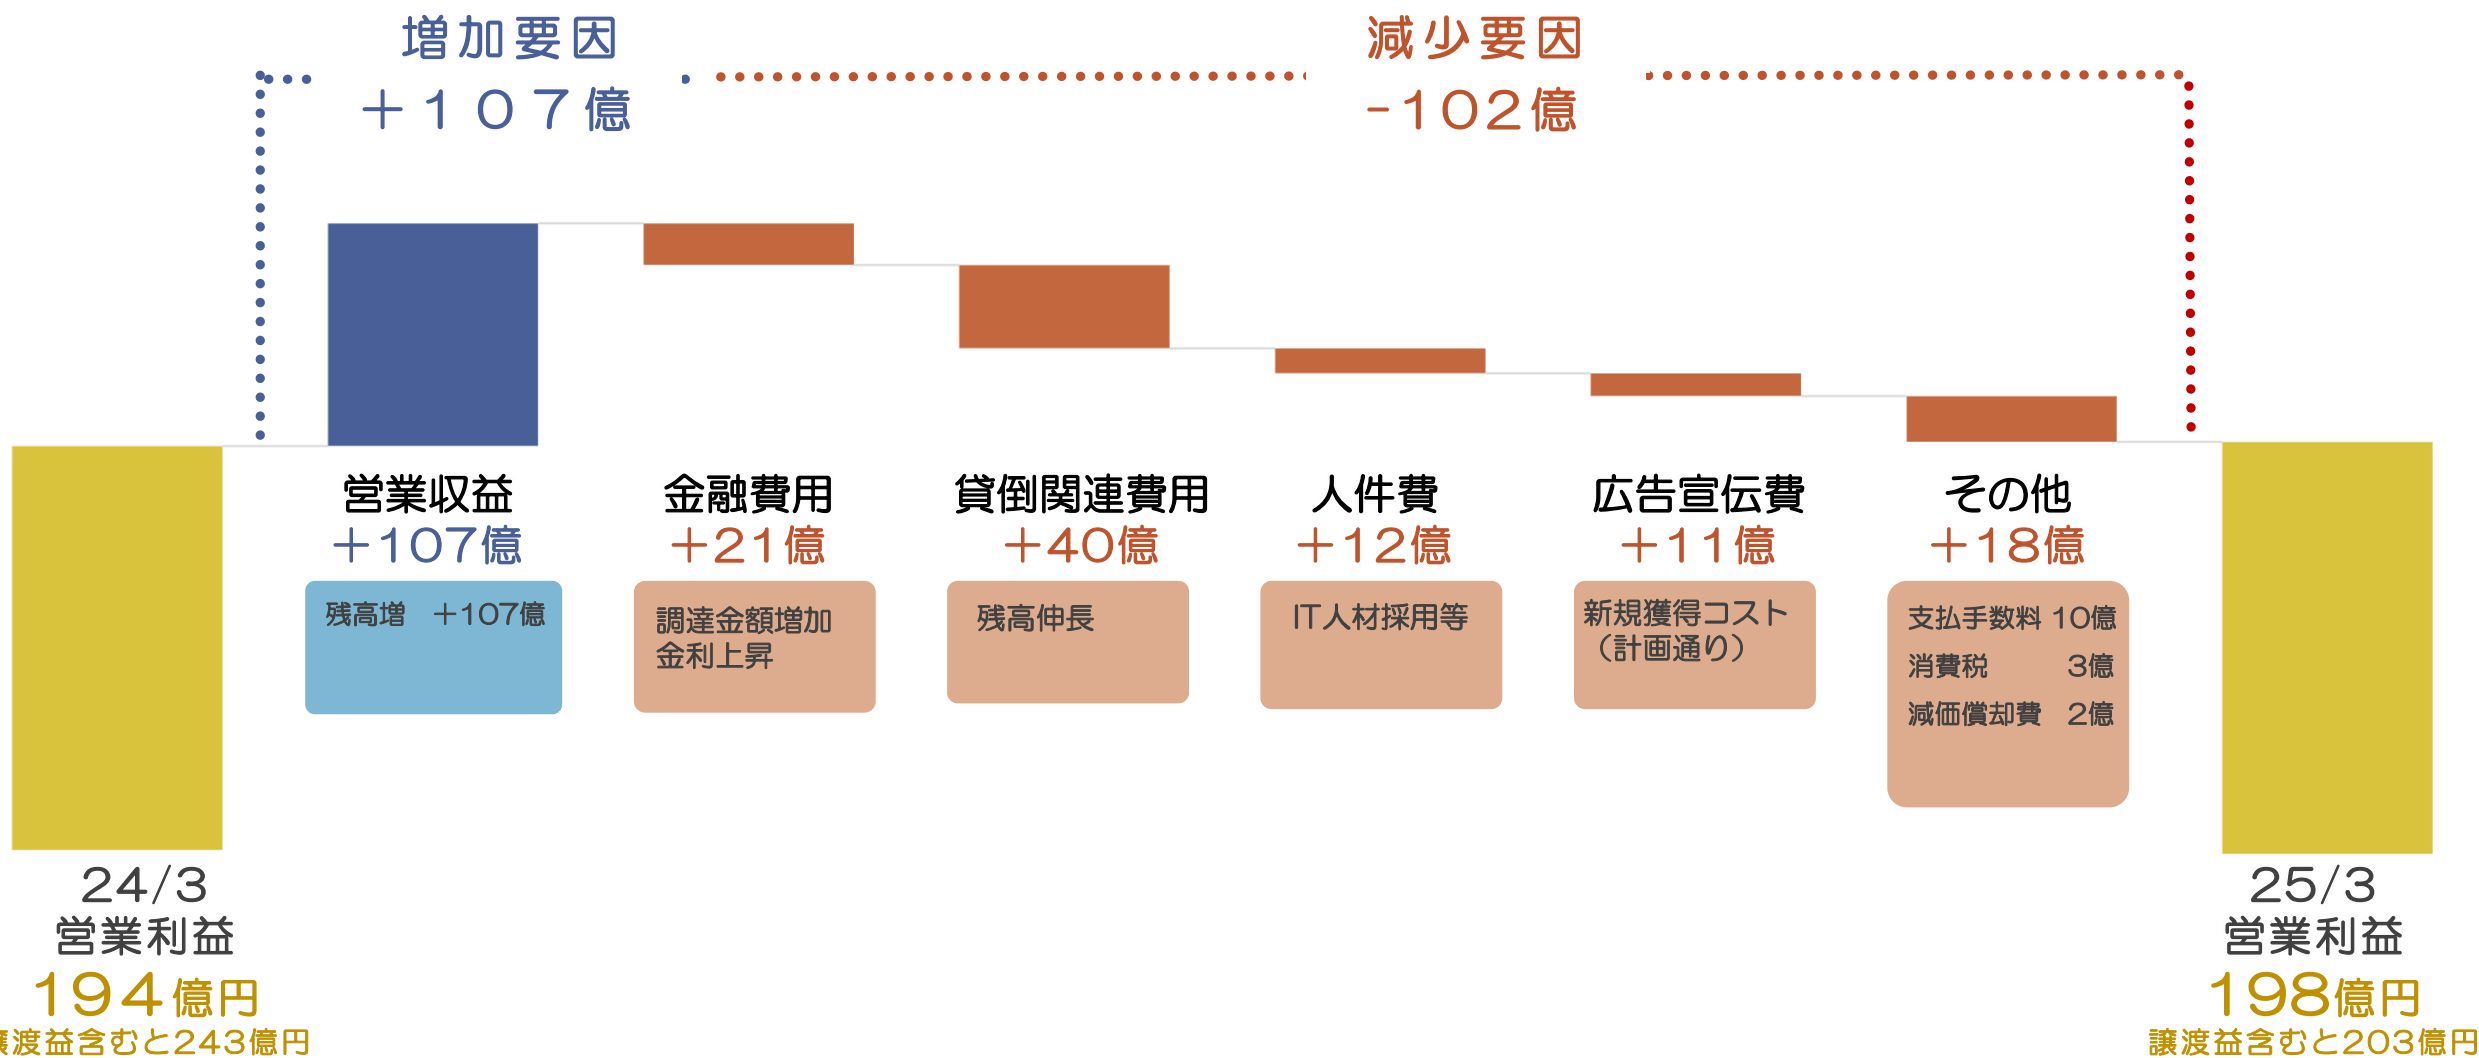 増加要因
＋１０７億
減少要因
-102億
営業収益
＋107億
残高増　＋107億
金融費用
＋21億
調達金額増加
金利上昇
貸倒関連費用
＋40億
残高伸長
人件費
＋12億
IT人材採用等
広告宣伝費
＋11億
新規獲得コスト
（計画通り）
その他
＋18億
支払手数料 10億
消費税　　　3億
減価償却費　2億
24/3
営業利益
194億円
譲渡益含むと243億円
25/3
営業利益
198億円
譲渡益含むと203億円